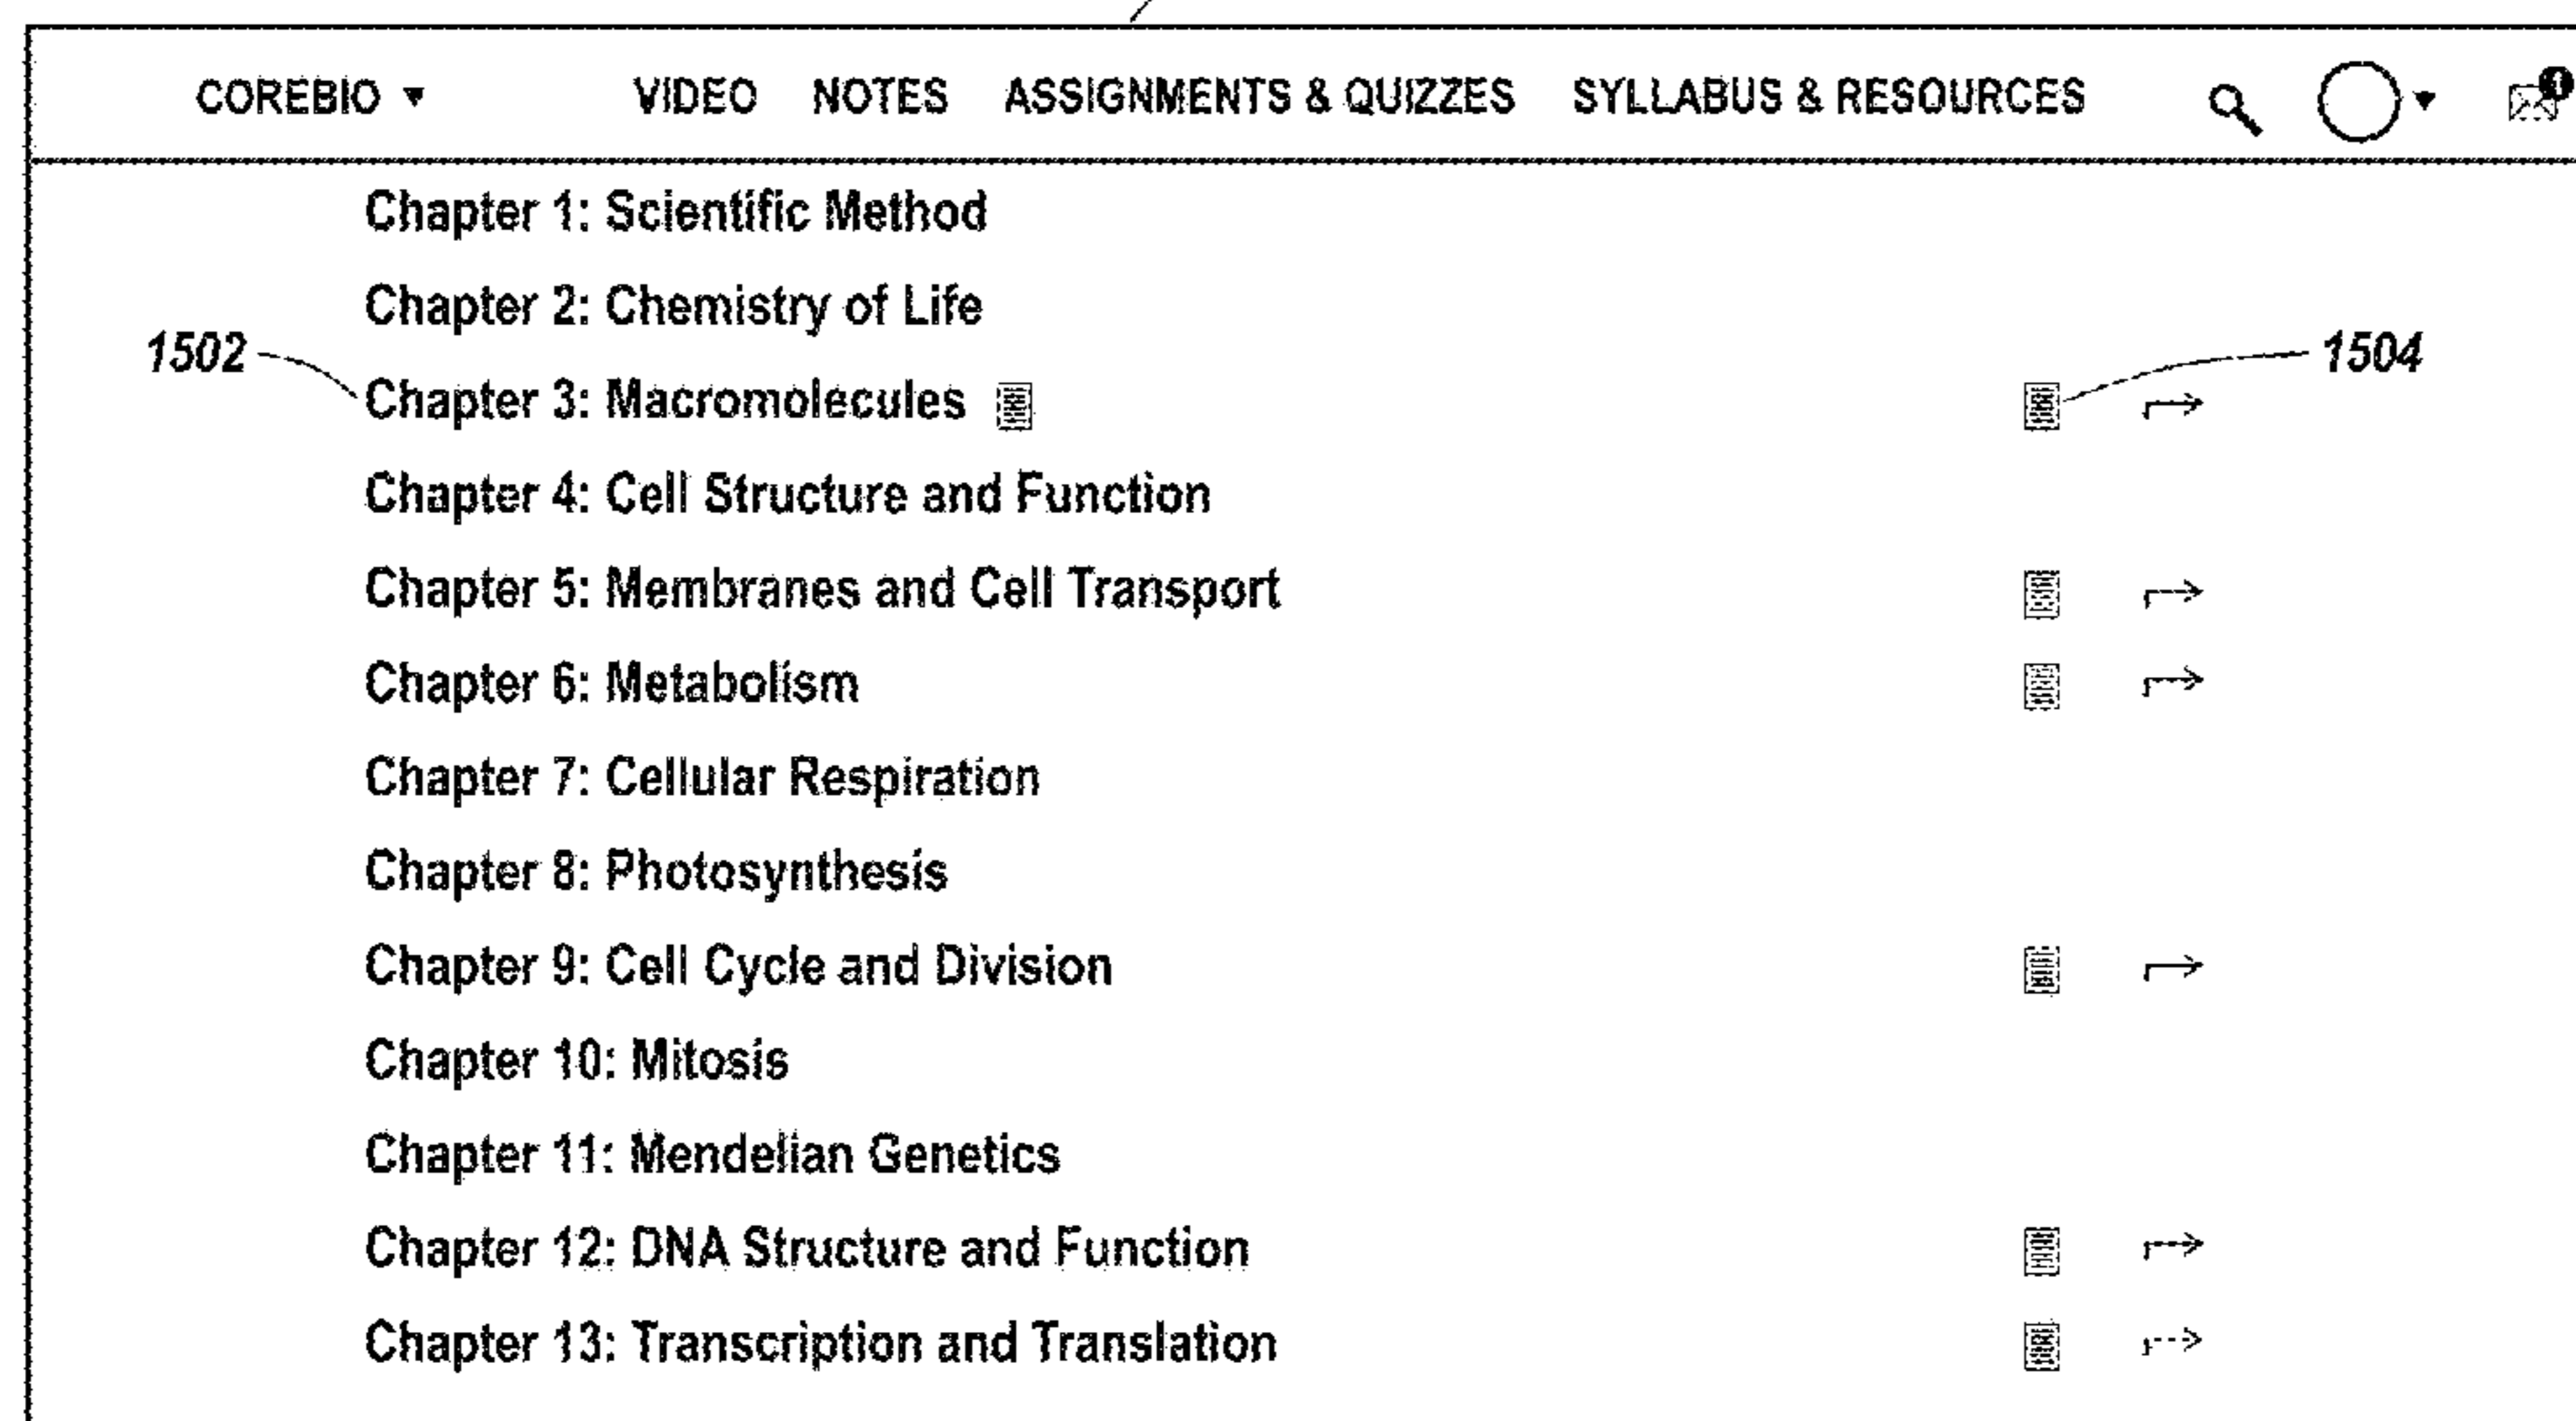 COREBIO VIDEO NOTES ASSIGNMENTS & QUIZZES SYLLABUS & RESOURCES
Chapter 1: Scientific Method
Chapter 2: Chemistry of Life
1502 1504
Chapter 3: Macromolecules
Chapter 4: Cell Structure and Function
Chapter 5: Membranes and Cell Transport
Chapter 6: Metabolism
Chapter 7: Cellular Respiration
Chapter 8: Photosynthesis
Chapter 9: Cell Cycle and Division
Chapter 10: Mitosis
Chapter 11: Mendelian Genetics
Chapter 12: DNA Structure and Function
Chapter 13: Transcription and Translation